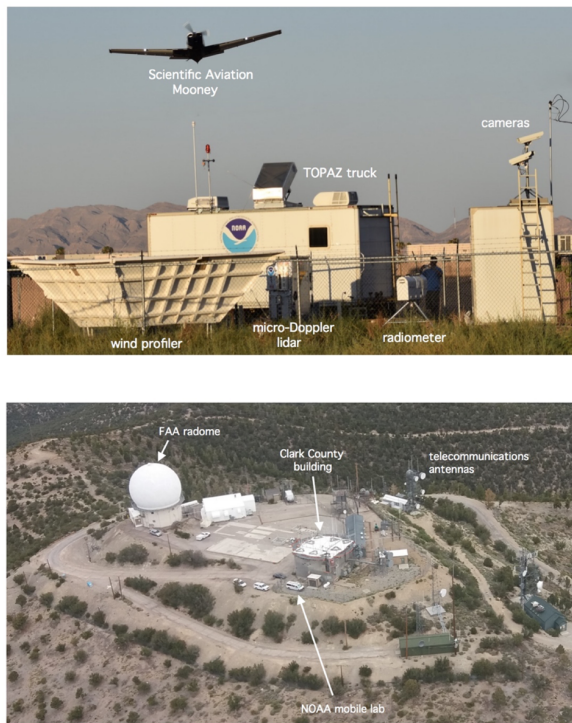 Scientific Aviation
Mooney
cameras
TOPAZ truck
NOAA
wind profiler
micro-Doppler
lidar
radiometer
FAA radome
Clark County
building
telecommunications
antennas
NOAA mobile lab